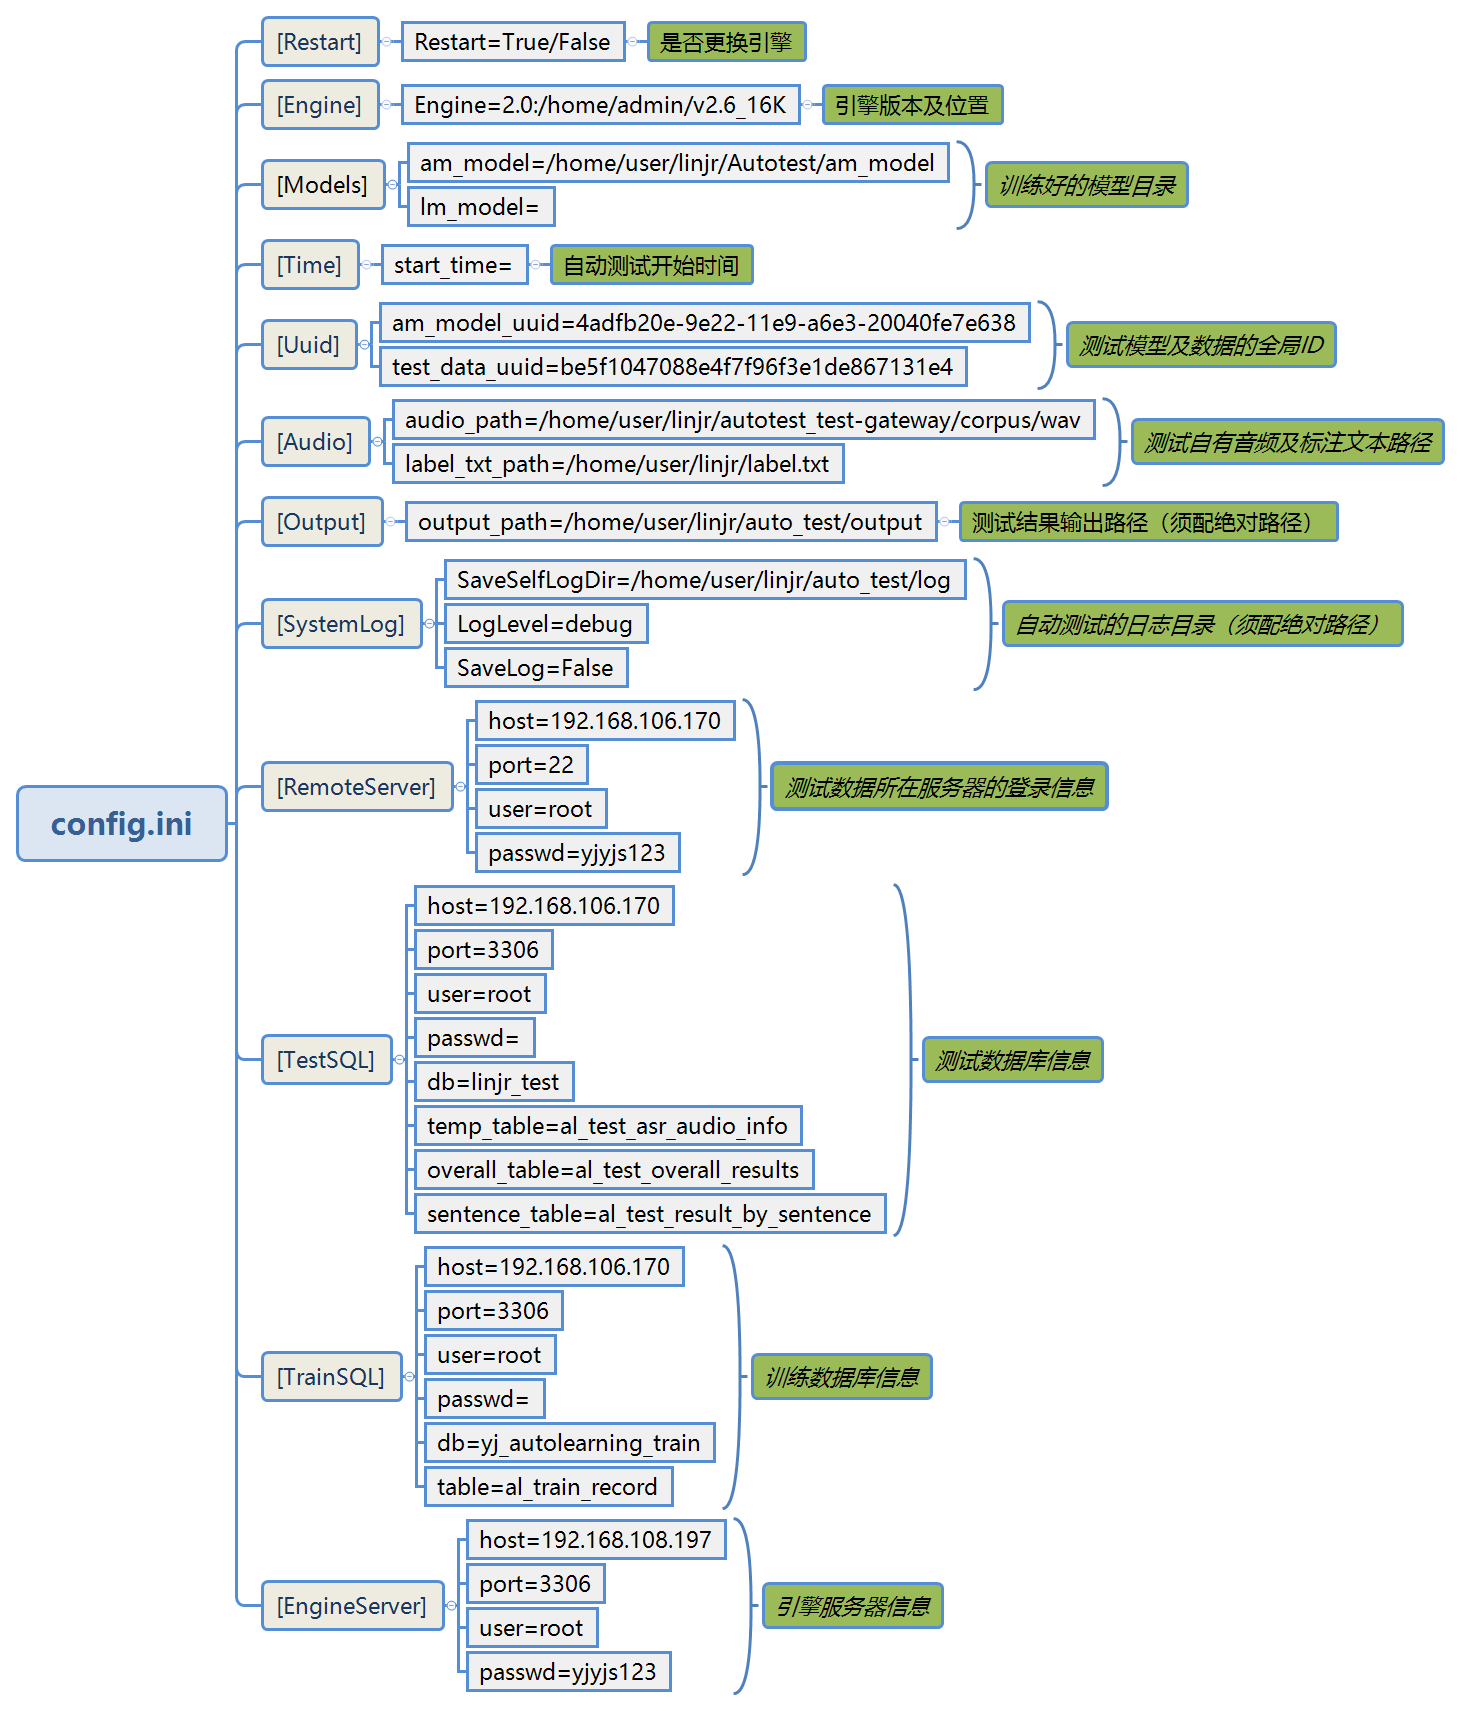 config.ini
[Restart]
Restart=True/False
是否更换引擎
[Engine]
Engine=2.0:/home/admin/v2.6_16K
引擎版本及位置
[Models]
am_model=/home/user/linjr/Autotest/am_model
lm_model=
训练好的模型目录
[Time]
start_time=
自动测试开始时间
[Uuid]
am_model_uuid=4adfb20e-9e22-11e9-a6e3-20040fe7e638
test_data_uuid=be5f1047088e4f7f96f3e1de867131e4
测试模型及数据的全局ID
[Audio]
audio_path=/home/user/linjr/autotest_test-gateway/corpus/wav
label_txt_path=/home/user/linjr/label.txt
测试自有音频及标注文本路径
[Output]
output_path=/home/user/linjr/auto_test/output
测试结果输出路径（须配绝对路径）
[SystemLog]
SaveSelfLogDir=/home/user/linjr/auto_test/log
LogLevel=debug
SaveLog=False
自动测试的日志目录（须配绝对路径）
[RemoteServer]
host=192.168.106.170
port=22
user=root
passwd=yjyjs123
测试数据所在服务器的登录信息
[TestSQL]
host=192.168.106.170
port=3306
user=root
passwd=
db=linjr_test
temp_table=al_test_asr_audio_info
overall_table=al_test_overall_results
sentence_table=al_test_result_by_sentence
测试数据库信息
[TrainSQL]
host=192.168.106.170
port=3306
user=root
passwd=
db=yj_autolearning_train
table=al_train_record
训练数据库信息
[EngineServer]
host=192.168.108.197
port=3306
user=root
passwd=yjyjs123
引擎服务器信息